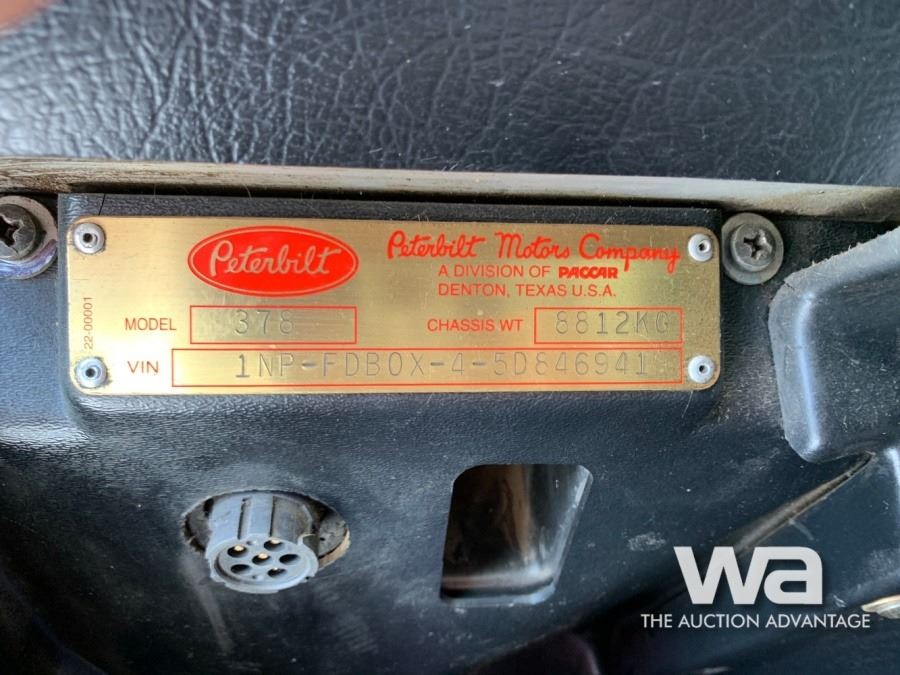 Peterbilt
Peterbilt Motors Company
A DIVISION OF PACCAR
DENTON, TEXAS U.S.A.
22-00001
MODEL 378 CHASSIS WT 8812KG
VIN 1NP-FDB0X-4-5D846941
wa
THE AUCTION ADVANTAGE